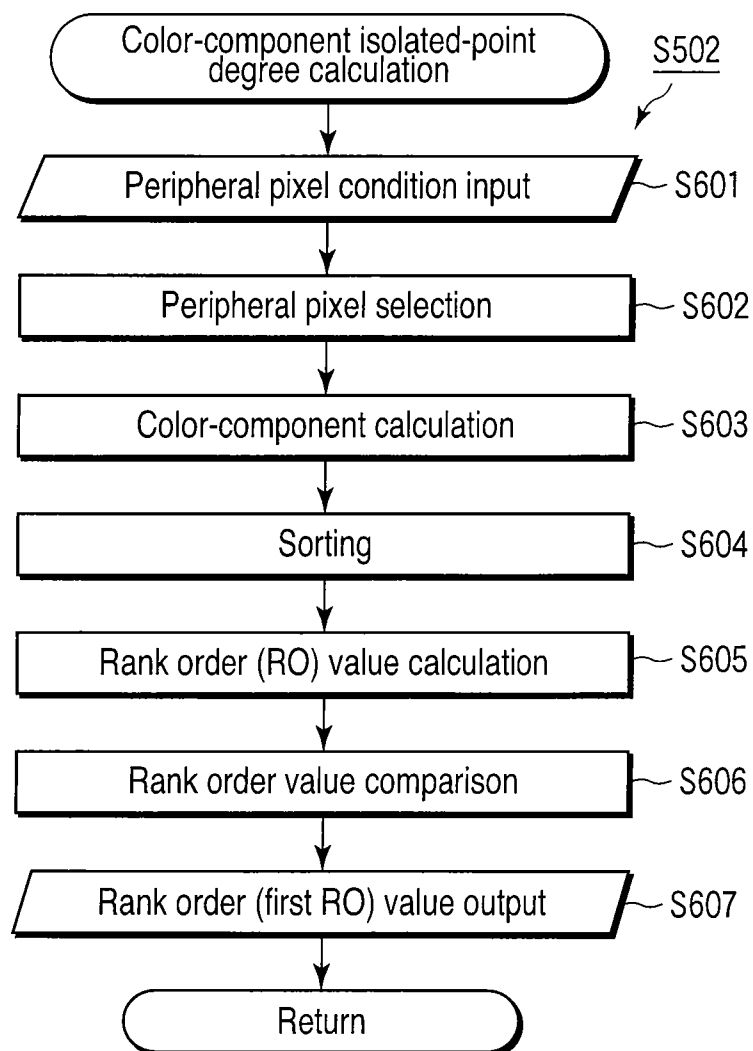 Color-component isolated-point
degree calculation
S502
Peripheral pixel condition input
S601
Peripheral pixel selection
S602
Color-component calculation
S603
Sorting
S604
Rank order (RO) value calculation
S605
Rank order value comparison
S606
Rank order (first RO) value output
S607
Return